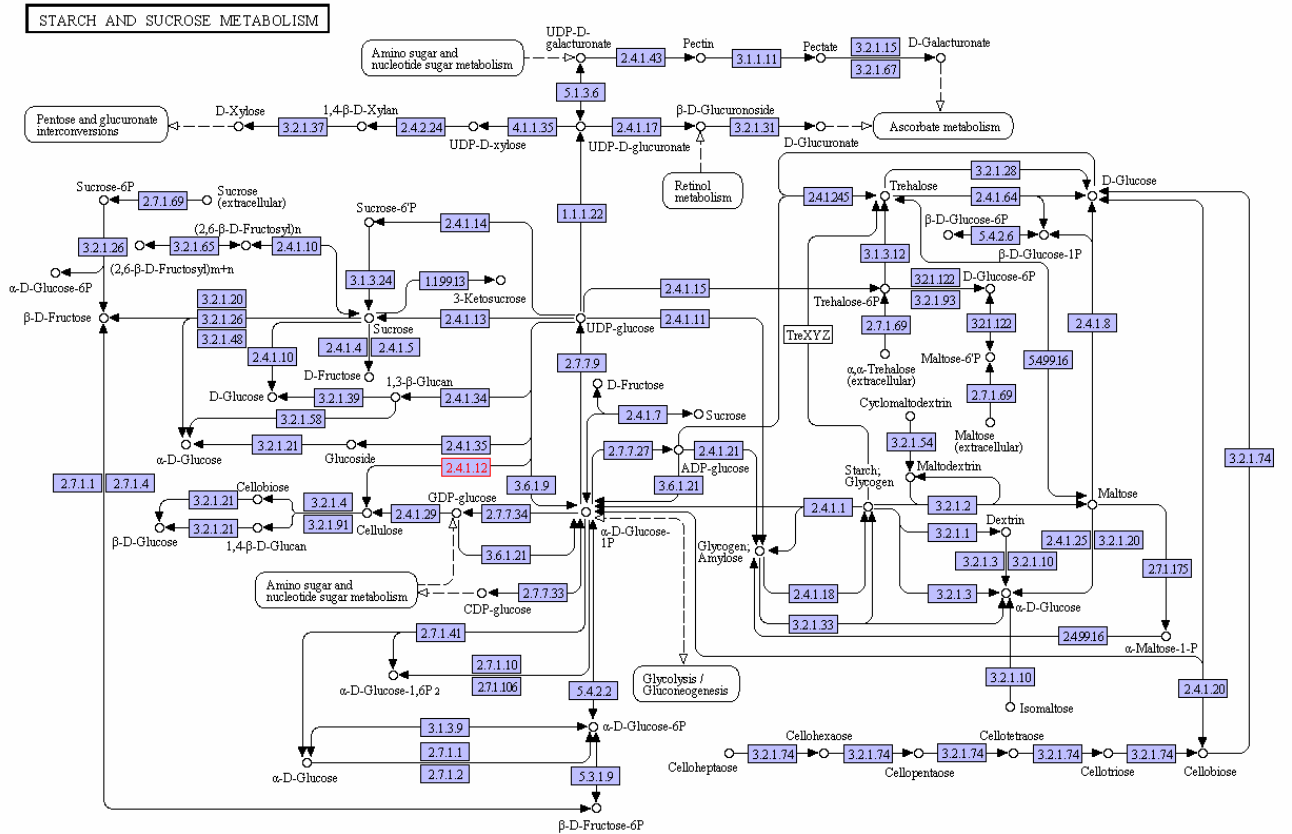 STARCH AND SUCROSE METABOLISM
Amino sugar and
nucleotide sugar metabolism
UDP-D-
galacturonate
2.4.1.43
Pectin
3.1.1.11
Pectate
3.2.1.15
3.2.1.67
D-Galacturonate
5.1.3.6
Pentose and glucuronate
interconversions
D-Xylose
3.2.1.37
1,4-β-D-Xylan
2.4.2.24
UDP-D-xylose
4.1.1.35
UDP-D-glucuronate
2.4.1.17
β-D-Glucuronoside
3.2.1.31
D-Glucuronate
Ascorbate metabolism
Retinol
metabolism
Sucrose-6P
2.7.1.69
Sucrose
(extracellular)
Sucrose-6'P
2.4.1.14
1.1.1.22
2.4.1.245
Trehalose
3.2.1.28
2.4.1.64
D-Glucose
β-D-Glucose-6P
5.4.2.6
β-D-Glucose-1P
3.2.1.26
3.2.1.65
(2,6-β-D-Fructosyl)n
2.4.1.10
(2,6-β-D-Fructosyl)m+n
α-D-Glucose-6P
3.1.3.24
1.1.99.13
3-Ketosucrose
3.1.3.12
Trehalose-6P
2.4.1.15
3.2.1.122
3.2.1.93
D-Glucose-6P
β-D-Fructose
3.2.1.20
3.2.1.26
3.2.1.48
Sucrose
2.4.1.13
UDP-glucose
2.4.1.11
TreXYZ
2.7.1.69
3.2.1.122
2.4.1.8
2.4.1.10
2.4.1.4
2.4.1.5
D-Fructose
2.7.7.9
α,α-Trehalose
(extracellular)
Maltose-6'P
5.4.99.16
D-Glucose
3.2.1.39
1,3-β-Glucan
2.4.1.34
D-Fructose
2.4.1.7
Sucrose
Cyclomaltodextrin
2.7.1.69
Maltose
(extracellular)
3.2.1.58
α-D-Glucose
3.2.1.21
Glucoside
2.4.1.35
2.7.7.27
ADP-glucose
2.4.1.21
3.2.1.54
3.2.1.74
2.4.1.12
Starch;
Glycogen
Maltodextrin
2.7.1.1
2.7.1.4
3.2.1.21
Cellobiose
3.2.1.4
3.2.1.91
GDP-glucose
3.6.1.9
3.6.1.21
3.2.1.2
Maltose
β-D-Glucose
3.2.1.21
1,4-β-D-Glucan
Cellulose
2.4.1.29
2.7.7.34
α-D-Glucose-
1P
2.4.1.1
Dextrin
3.2.1.1
2.4.1.25
3.2.1.20
3.6.1.21
Glycogen;
Amylose
3.2.1.3
3.2.1.10
2.7.1.175
Amino sugar and
nucleotide sugar metabolism
CDP-glucose
2.7.7.33
2.4.1.18
3.2.1.3
α-D-Glucose
3.2.1.33
2.7.1.41
2.4.99.16
α-Maltose-1-P
2.7.1.10
2.7.1.106
α-D-Glucose-1,6P2
5.4.2.2
Glycolysis /
Gluconeogenesis
3.2.1.10
Isomaltose
2.4.1.20
3.1.3.9
α-D-Glucose-6P
2.7.1.1
2.7.1.2
α-D-Glucose
5.3.1.9
β-D-Fructose-6P
Celloheptaose
3.2.1.74
Cellohexaose
3.2.1.74
Cellopentaose
3.2.1.74
Cellotetraose
3.2.1.74
Cellotriose
3.2.1.74
Cellobiose